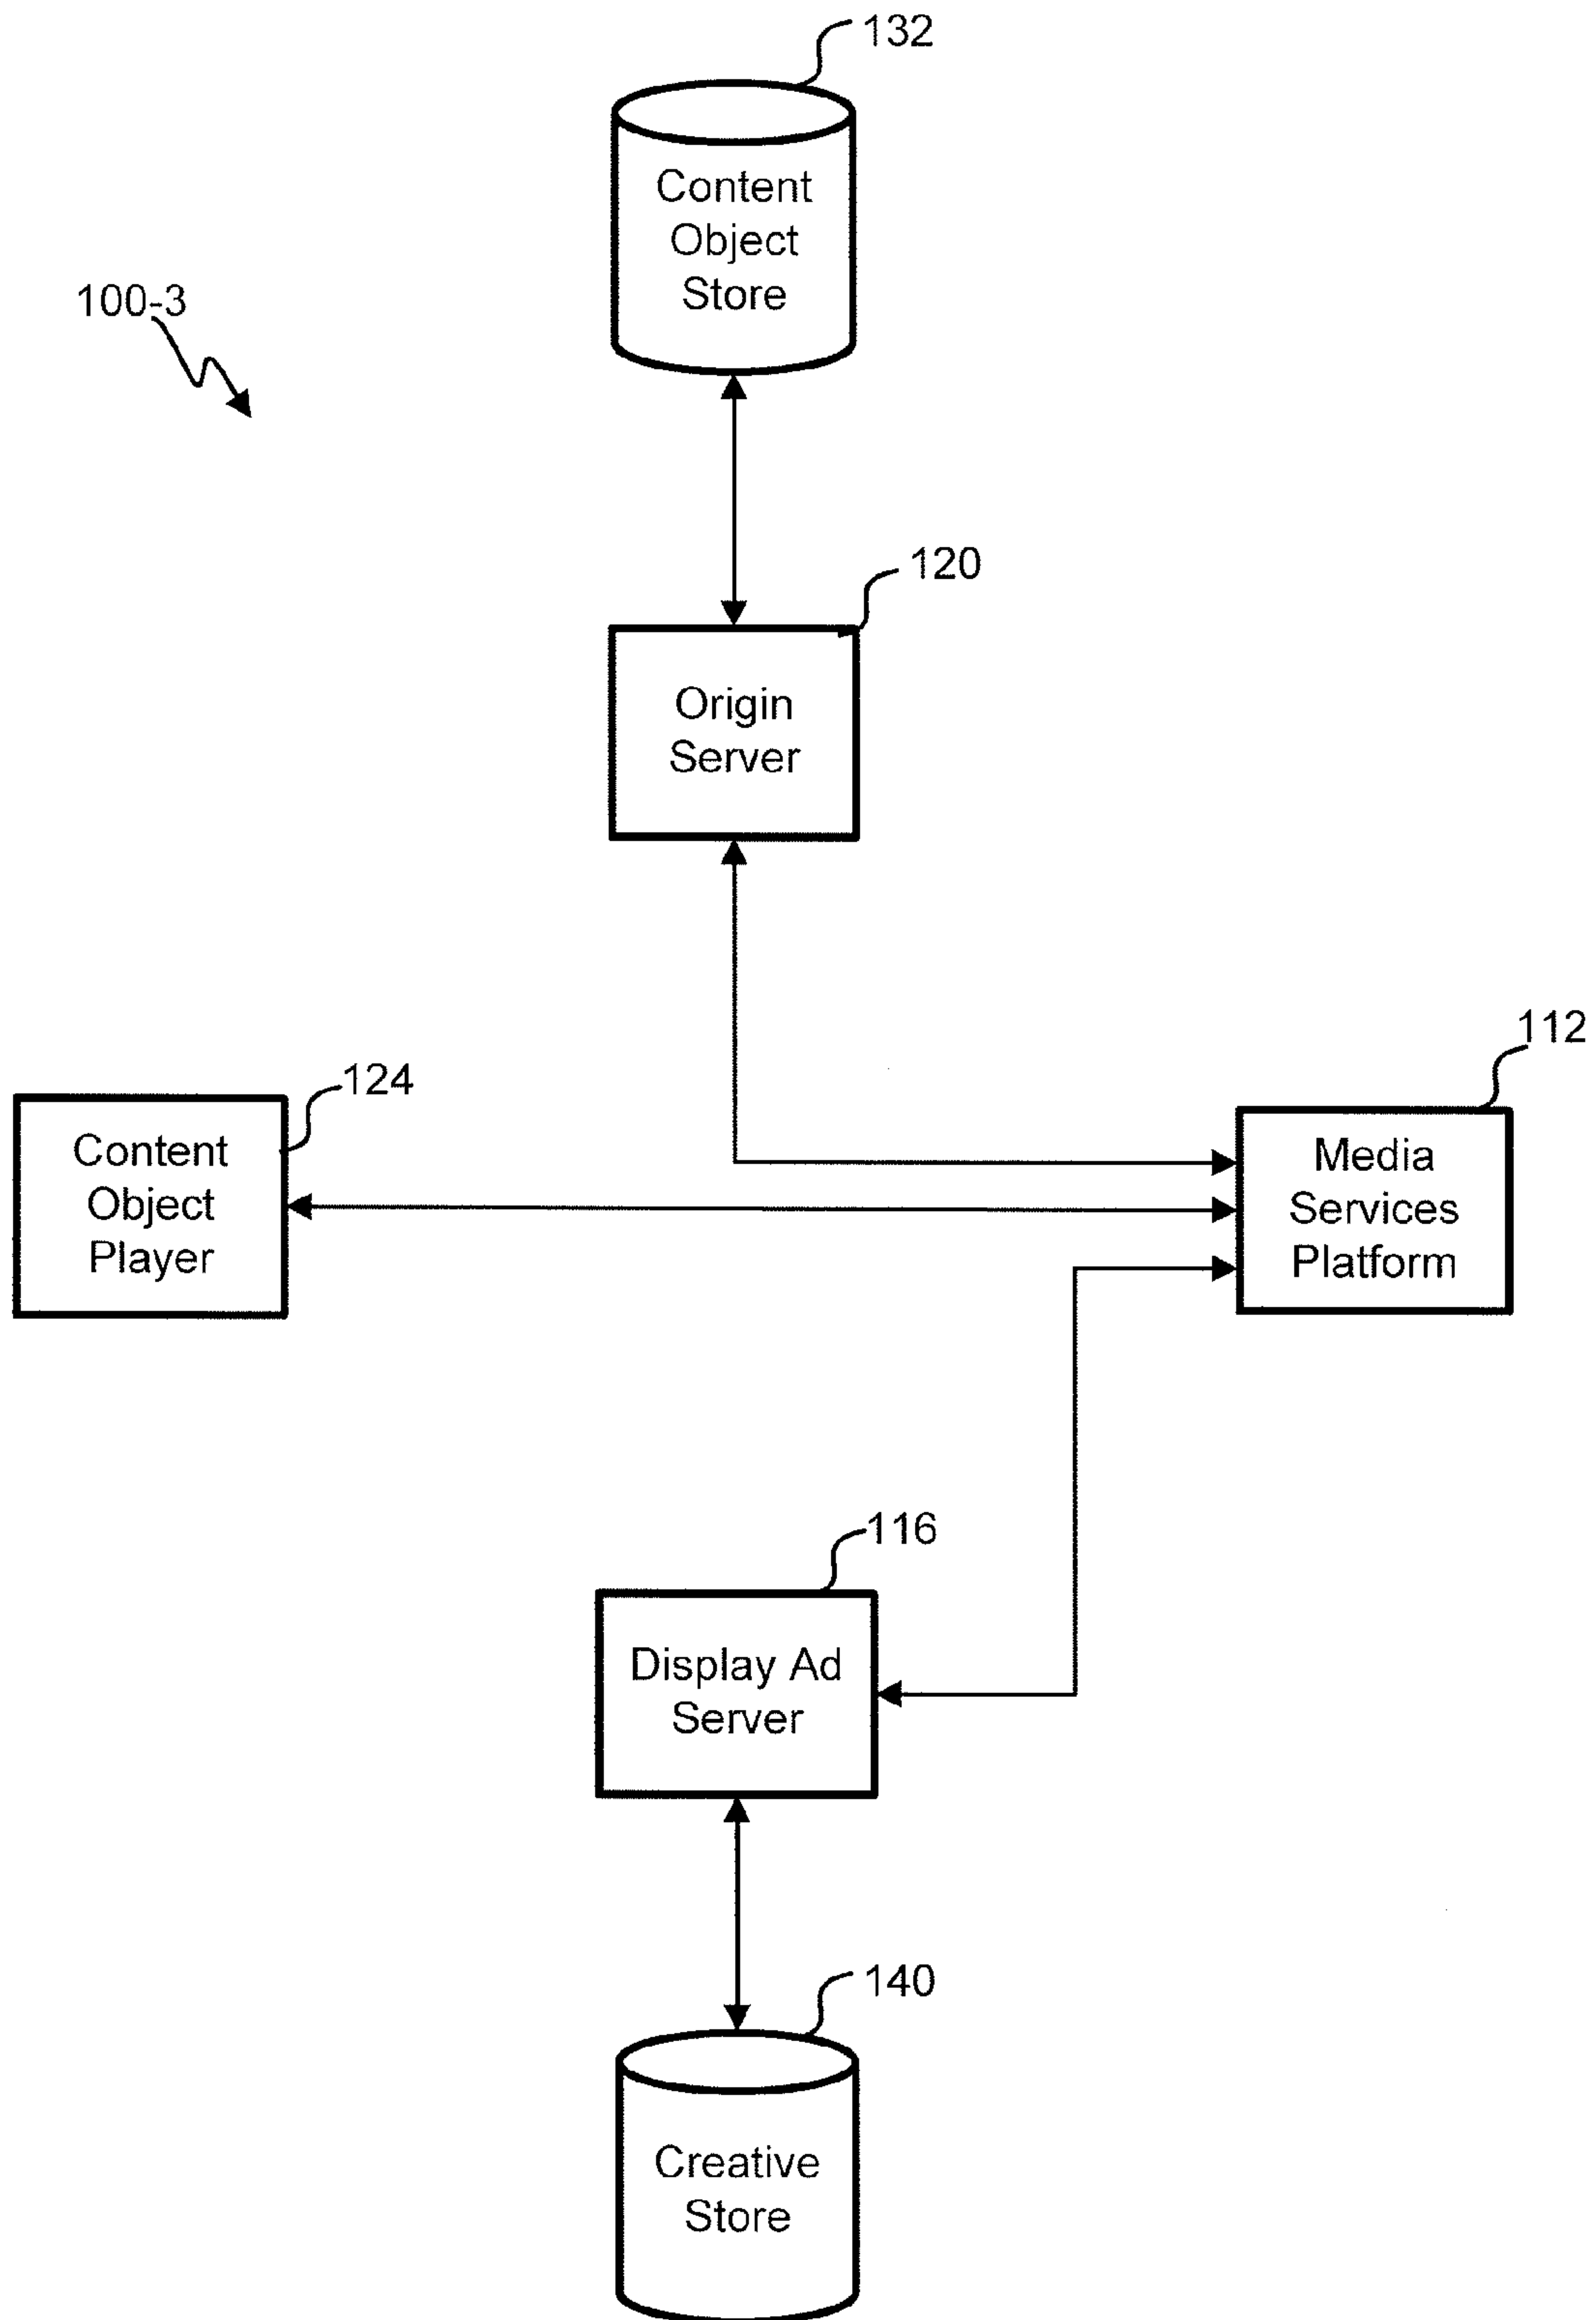 132
Content
Object
Store
100-3
120
Origin
Server
112
124
Content
Object
Player
Media
Services
Platform
116
Display Ad
Server
140
Creative
Store